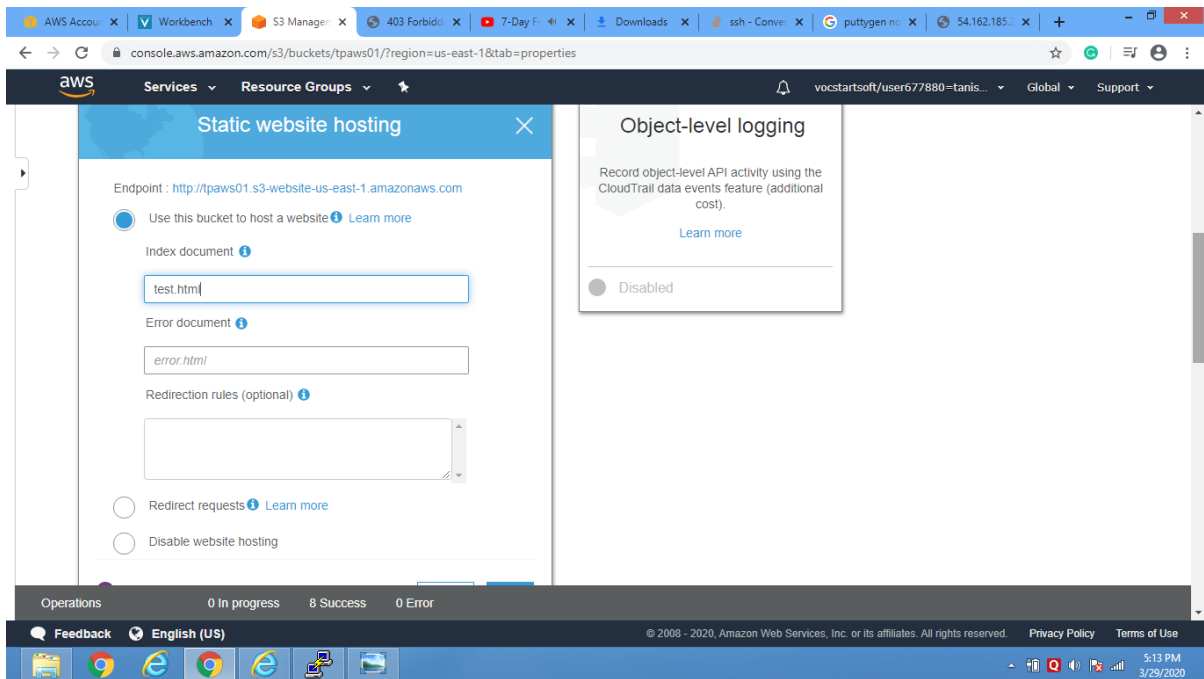 AWS Accoun
Workbench
S3 Manager
403 Forbidd
7-Day F
Downloads
ssh - Conver
puttygen no
54.162.185.2
console.aws.amazon.com/s3/buckets/tpaws01/?region=us-east-1&tab=properties
aws
Services
Resource Groups
vocstartsoft/user677880=tanis...
Global
Support
Static website hosting
Object-level logging
Record object-level API activity using the
CloudTrail data events feature (additional
cost).
Learn more
Disabled
Endpoint : http://tpaws01.s3-website-us-east-1.amazonaws.com
Use this bucket to host a website Learn more
Index document
test.html
Error document
error.html
Redirection rules (optional)
Redirect requests Learn more
Disable website hosting
Operations 0 In progress 8 Success 0 Error
Feedback English (US)
© 2008 - 2020, Amazon Web Services, Inc. or its affiliates. All rights reserved. Privacy Policy Terms of Use
5:13 PM
3/29/2020